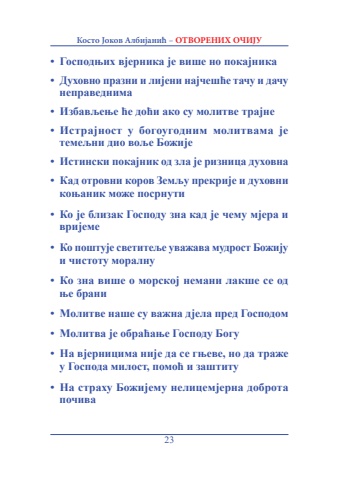 Косто Јоков Албијанић – ОТВОРЕНИХ ОЧИЈУ
• Господњих вјерника је више но покајника
• Духовно празни и лијени најчешће тачу и дачу
неправеднима
• Избављење ће доћи ако су молитве трајне
• Истрајност у богоугодним молитвама је
темељни дио воље Божије
• Истински покајник од зла је ризница духовна
• Кад отровни коров Земљу прекрије и духовни
коњаник може посрнути
• Ко је близак Господу зна кад је чему мјера и
вријеме
• Ко поштује светитеље уважава мудрост Божију
и чистоту моралну
• Ко зна више о морској немани лакше се од
ње брани
• Молитве наше су важна дјела пред Господом
• Молитва је обраћање Господу Богу
• На вјерницима није да се гњеве, но да траже
у Господа милост, помоћ и заштиту
• На страху Божијему нелицемјерна доброта
почива
23